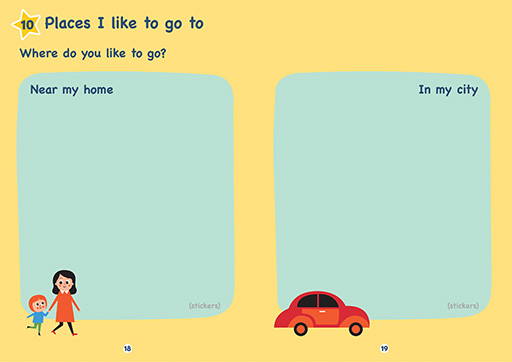 10 Places I like to go to
Where do you like to go?
Near my home
(stickers)
18
In my city
(stickers)
19